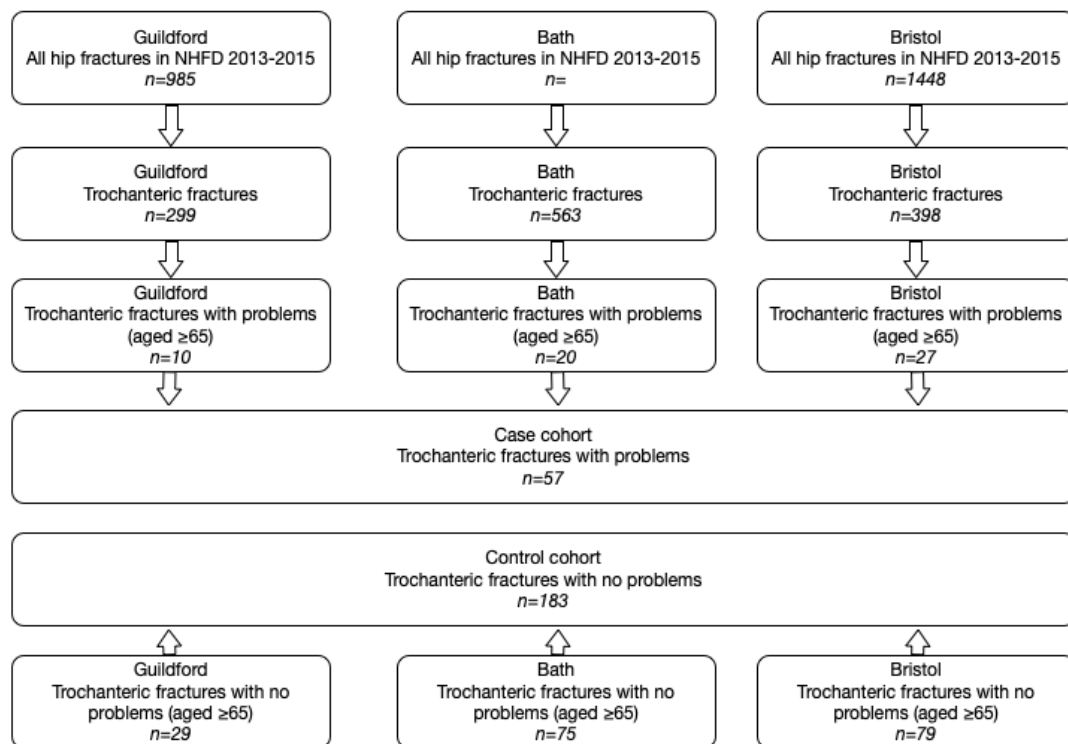 Guildford
All hip fractures in NHFD 2013-2015
n=985
Bath
All hip fractures in NHFD 2013-2015
n=
Bristol
All hip fractures in NHFD 2013-2015
n=1448
Guildford
Trochanteric fractures
n=299
Bath
Trochanteric fractures
n=563
Bristol
Trochanteric fractures
n=398
Guildford
Trochanteric fractures with problems
(aged ≥65)
n=10
Bath
Trochanteric fractures with problems
(aged ≥65)
n=20
Bristol
Trochanteric fractures with problems
(aged ≥65)
n=27
Case cohort
Trochanteric fractures with problems
n=57
Control cohort
Trochanteric fractures with no problems
n=183
Guildford
Trochanteric fractures with no
problems (aged ≥65)
n=29
Bath
Trochanteric fractures with no
problems (aged ≥65)
n=75
Bristol
Trochanteric fractures with no
problems (aged ≥65)
n=79